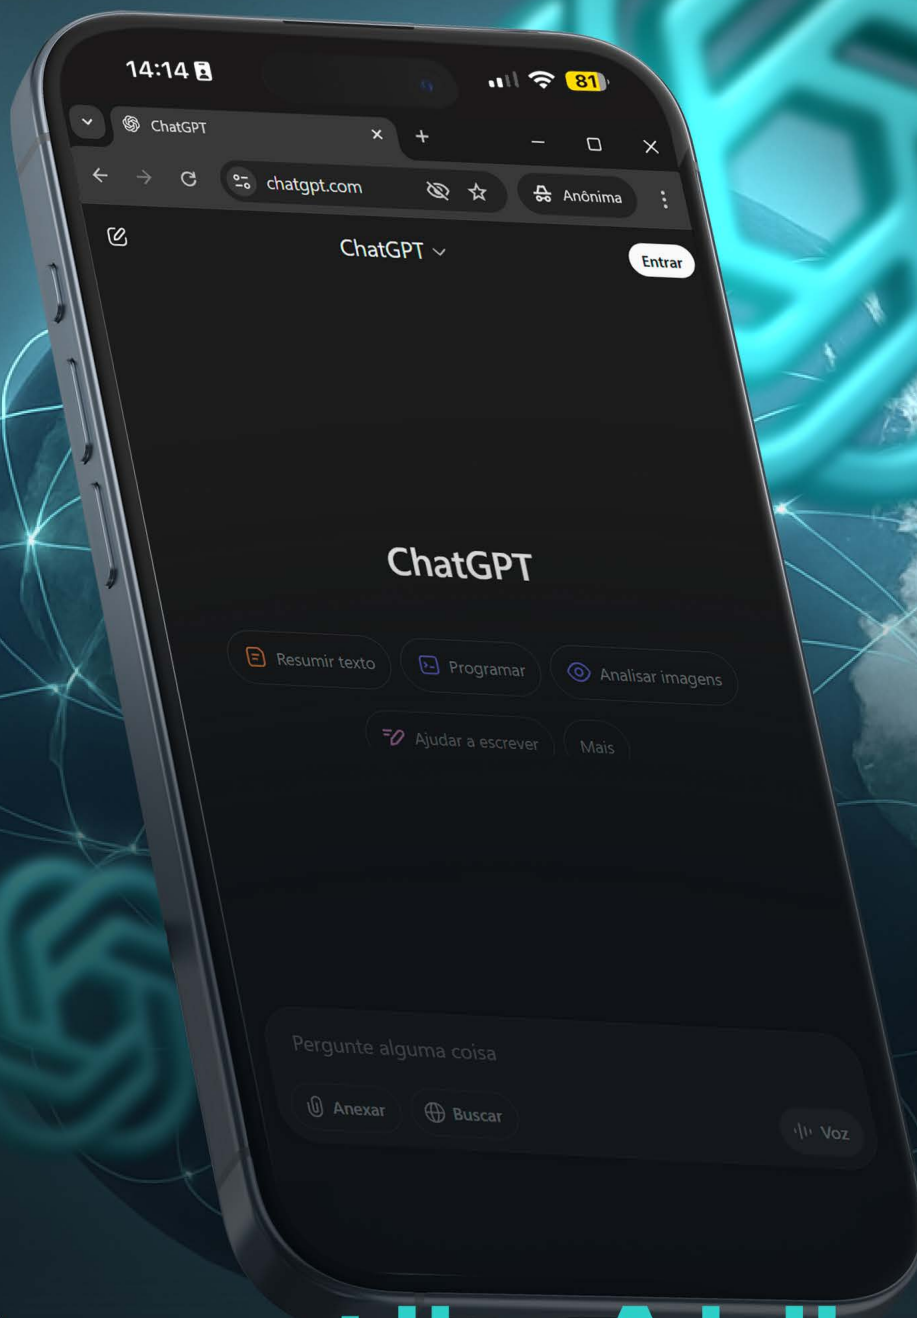 14:14
81
ChatGPT
chatgpt.com
Anônima
ChatGPT
Entrar
ChatGPT
Resumir texto
Programar
Analisar imagens
Ajudar a escrever
Mais
Pergunte alguma coisa
Anexar
Buscar
Voz